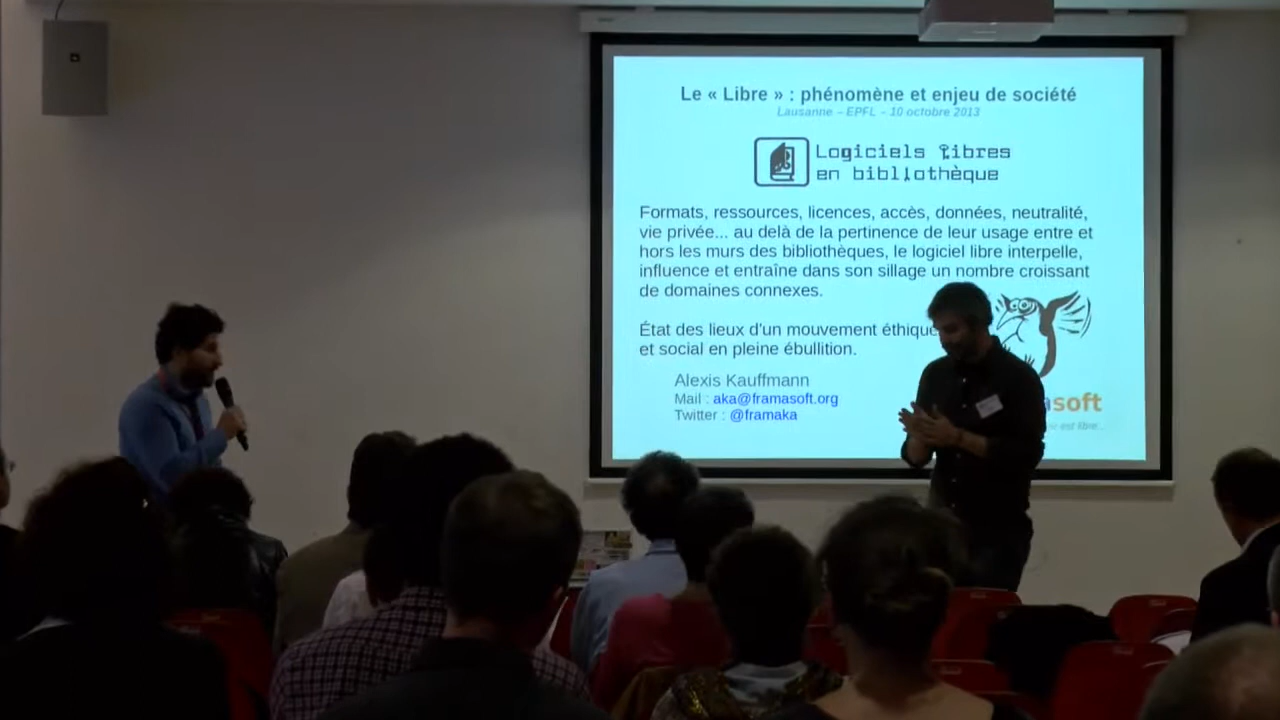 Le « Libre » : phénomène et enjeu de société
Lausanne – EPFL – 10 octobre 2013
Logiciels Libres
en bibliothèque
Formats, ressources, licences, accès, données, neutralité,
vie privée... au delà de la pertinence de leur usage entre et
hors les murs des bibliothèques, le logiciel libre interpelle,
influence et entraîne dans son sillage un nombre croissant
de domaines connexes.
État des lieux d'un mouvement éthique
et social en pleine ébullition.
Alexis Kauffmann
Mail : aka@framasoft.org
Twitter : @framaka
asoft
est libre...